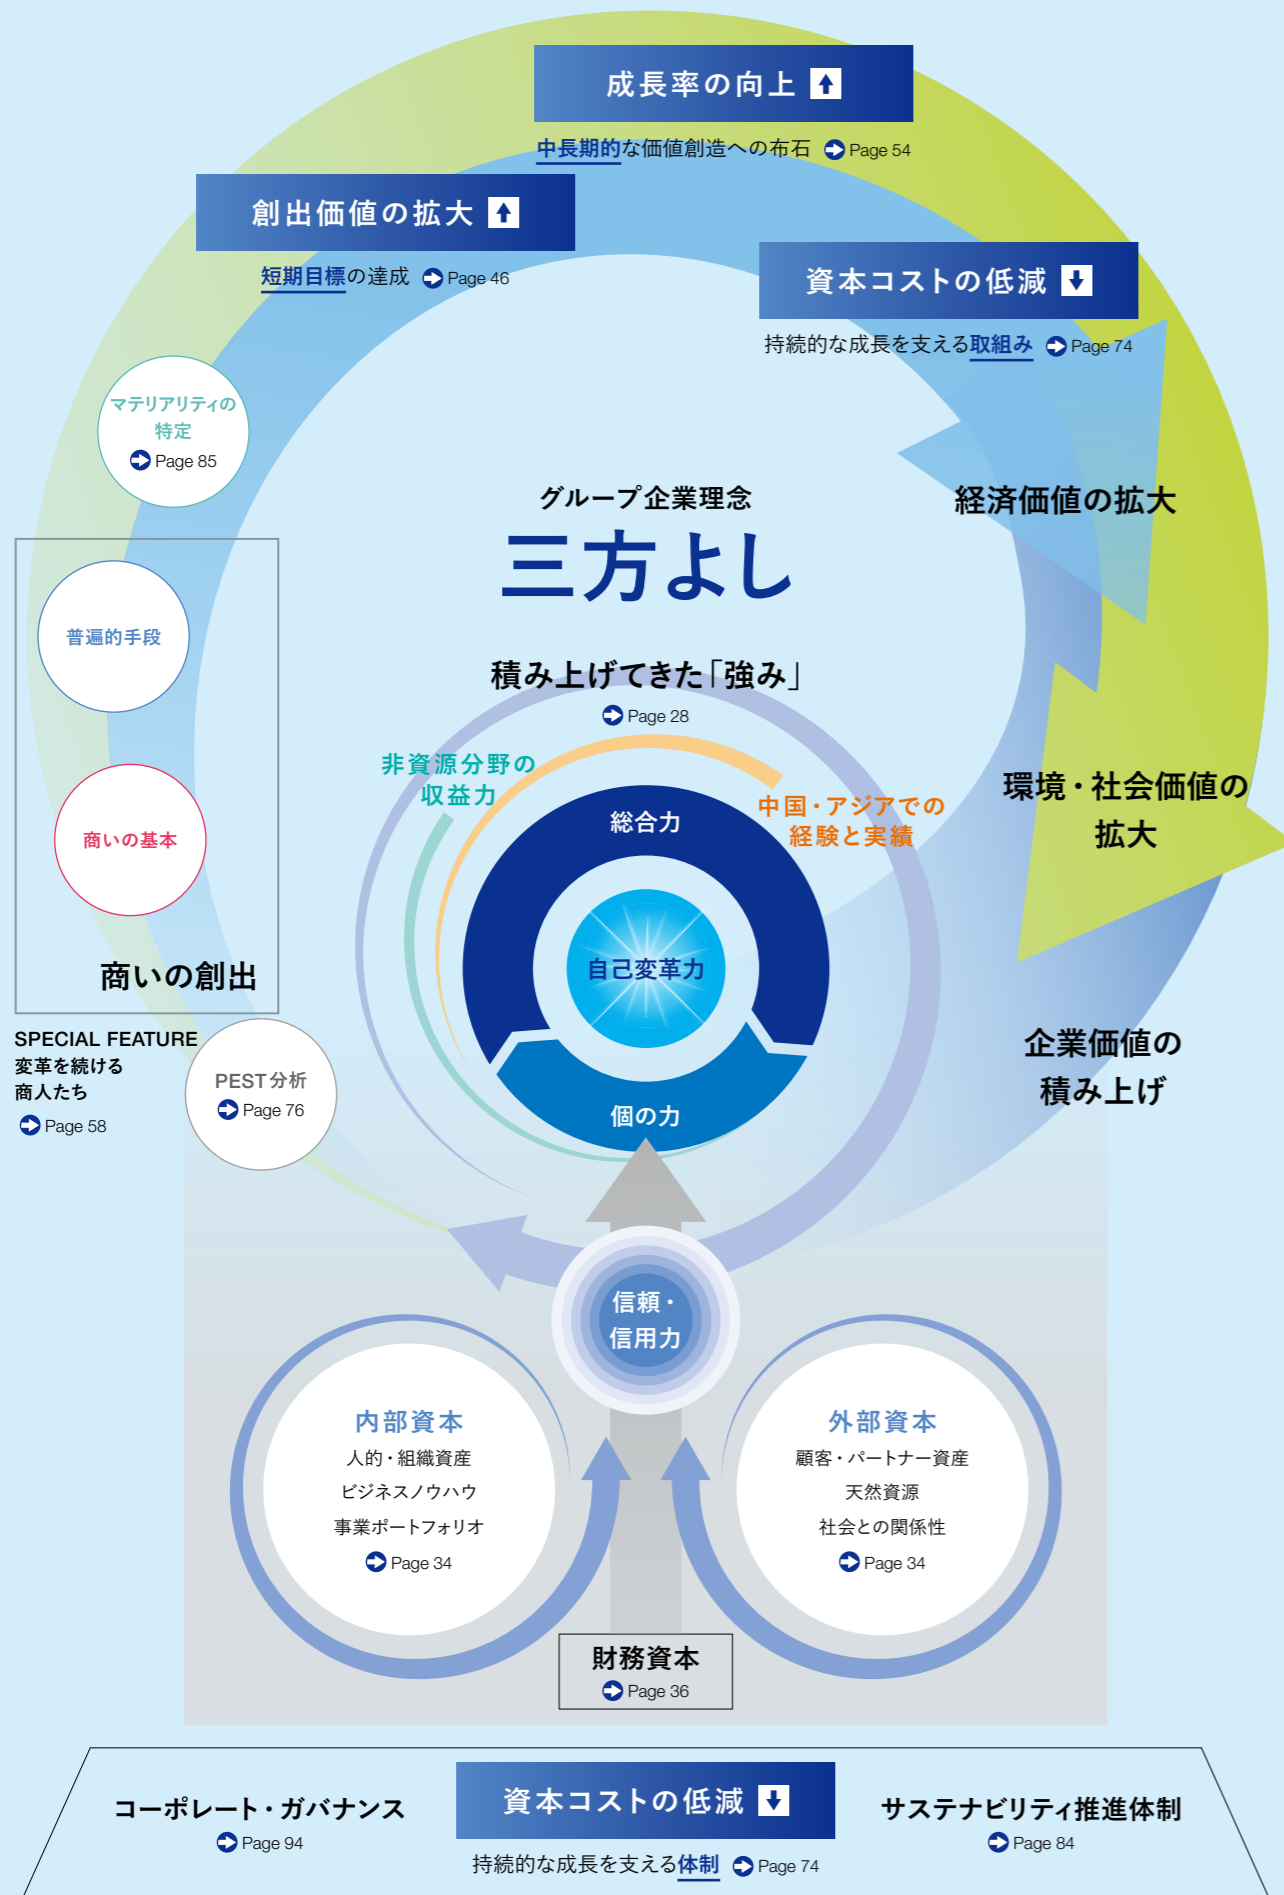 成長率の向上
中長期的な価値創造への布石 Page 54
創出価値の拡大
短期目標の達成 Page 46
資本コストの低減
持続的な成長を支える取組み Page 74
マテリアリティの
特定
Page 85
グループ企業理念
三方よし
経済価値の拡大
普遍的手段
積み上げてきた「強み」
Page 28
非資源分野の
収益力
中国・アジアでの
経験と実績
環境・社会価値の
拡大
総合力
商いの基本
自己変革力
商いの創出
SPECIAL FEATURE
変革を続ける
商人たち
Page 58
PEST分析
Page 76
個の力
企業価値の
積み上げ
信頼・
信用力
内部資本
人的・組織資産
ビジネスノウハウ
事業ポートフォリオ
Page 34
外部資本
顧客・パートナー資産
天然資源
社会との関係性
Page 34
財務資本
Page 36
コーポレート・ガバナンス
Page 94
資本コストの低減
持続的な成長を支える体制 Page 74
サステナビリティ推進体制
Page 84